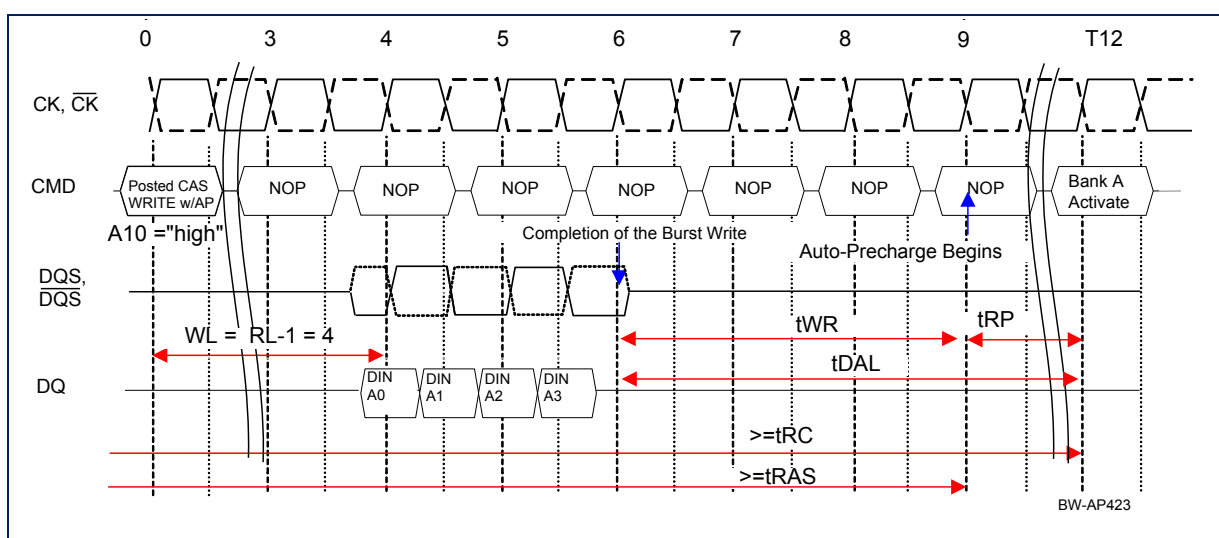 0 3 4 5 6 7 8 9 T12
CK, CK
CMD
Posted CAS
WRITE w/AP
NOP NOP NOP NOP NOP NOP NOP
Bank A
Activate
A10 ="high"
Completion of the Burst Write
Auto-Precharge Begins
DQS,
DQS
WL = RL-1 = 4
tWR
tRP
tDAL
DQ
DIN
A0
DIN
A1
DIN
A2
DIN
A3
>=tRC
>=tRAS
BW-AP423